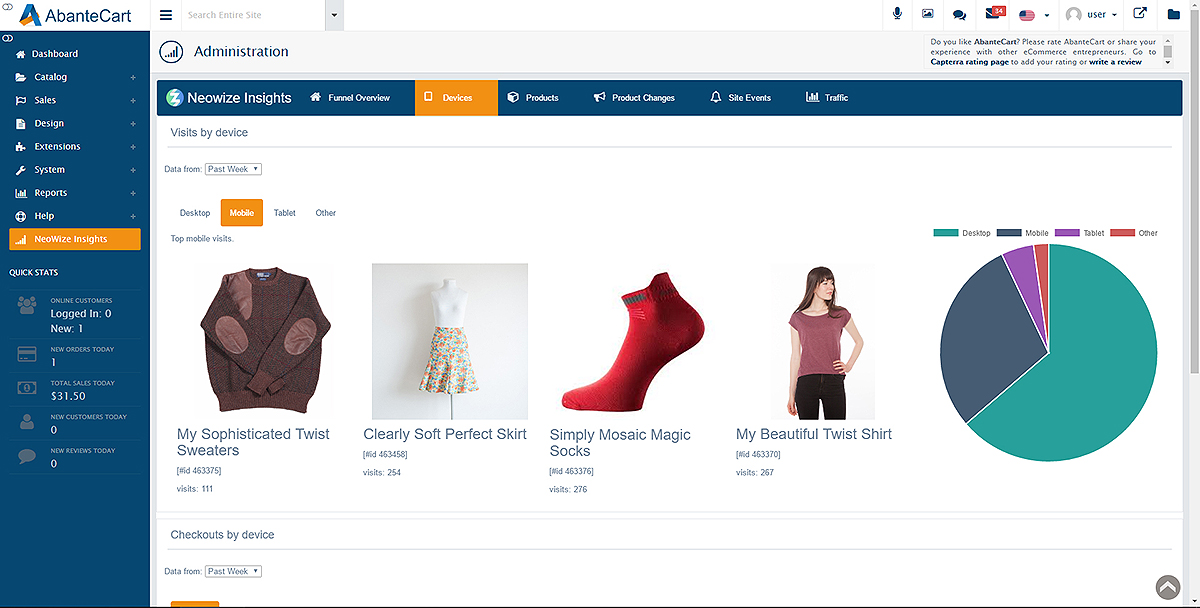 AbanteCart
Search Entire Site
34
user
Dashboard
Catalog
Sales
Design
Extensions
System
Reports
Help
NeoWize Insights
QUICK STATS
ONLINE CUSTOMERS
Logged In: 0
New: 1
NEW ORDERS TODAY
1
TOTAL SALES TODAY
$31.50
NEW CUSTOMERS TODAY
0
NEW REVIEWS TODAY
0
Administration
Do you like AbanteCart? Please rate AbanteCart or share your
experience with other eCommerce entrepreneurs. Go to
Capterra rating page to add your rating or write a review
Neowize Insights
Funnel Overview
Devices
Products
Product Changes
Site Events
Traffic
Visits by device
Data from: Past Week
Desktop
Mobile
Tablet
Other
Top mobile visits.
My Sophisticated Twist
Sweaters
[#id 463375]
visits: 111
Clearly Soft Perfect Skirt
[#id 463458]
visits: 254
Simply Mosaic Magic
Socks
[#id 463376]
visits: 276
My Beautiful Twist Shirt
[#id 463370]
visits: 267
Desktop
Mobile
Tablet
Other
Checkouts by device
Data from: Past Week